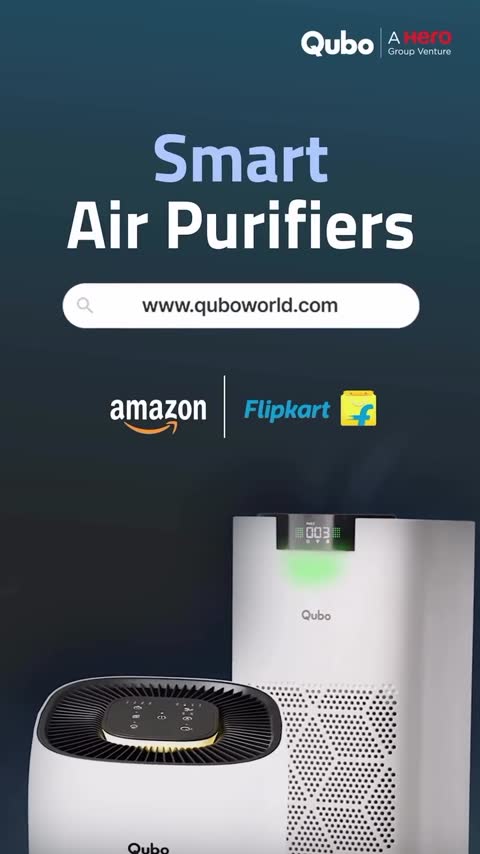 Qubo
A Hero
Group Venture
Smart
Air Purifiers
www.quboworld.com
amazon
Flipkart
003
Qubo
Qubo